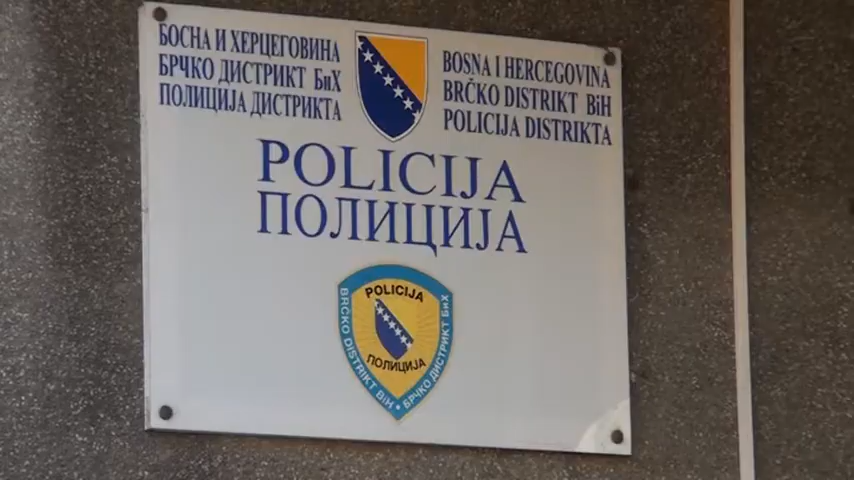 БОСНА И ХЕРЦЕГОВИНА
БРЧКО ДИСТРИКТ БиХ
ПОЛИЦИЈА ДИСТРИКТА
BOSNA I HERCEGOVINA
BRČKO DISTRIKT BiH
POLICIJA DISTRIKTA
POLICIJA
ПОЛИЦИЈА
POLICIJA
ПОЛИЦИЈА
BRČKO DISTRIKT BiH • БРЧКО ДИСТРИКТ БиХ